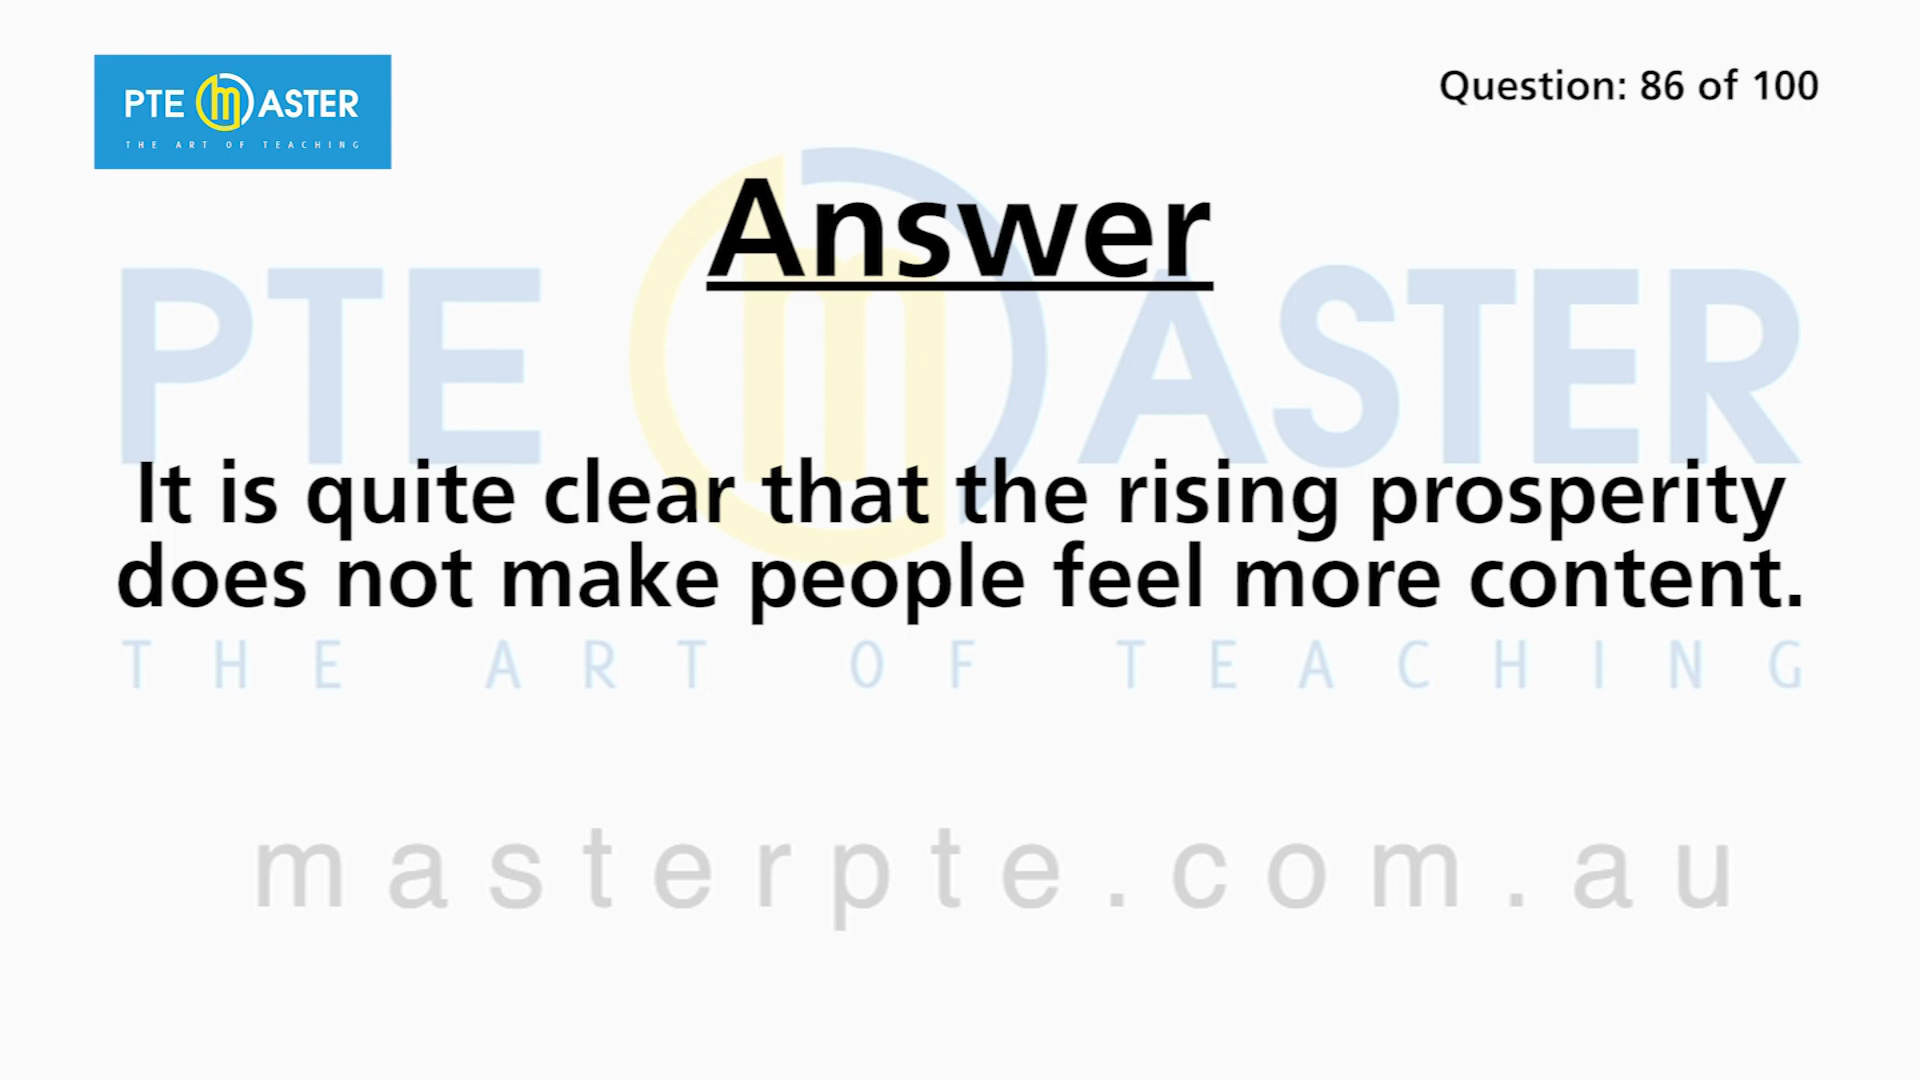 PTE MASTER
THE ART OF TEACHING
Question: 86 of 100
Answer
PTE MASTER
It is quite clear that the rising prosperity
does not make people feel more content.
THE ART OF TEACHING
masterpte.com.au